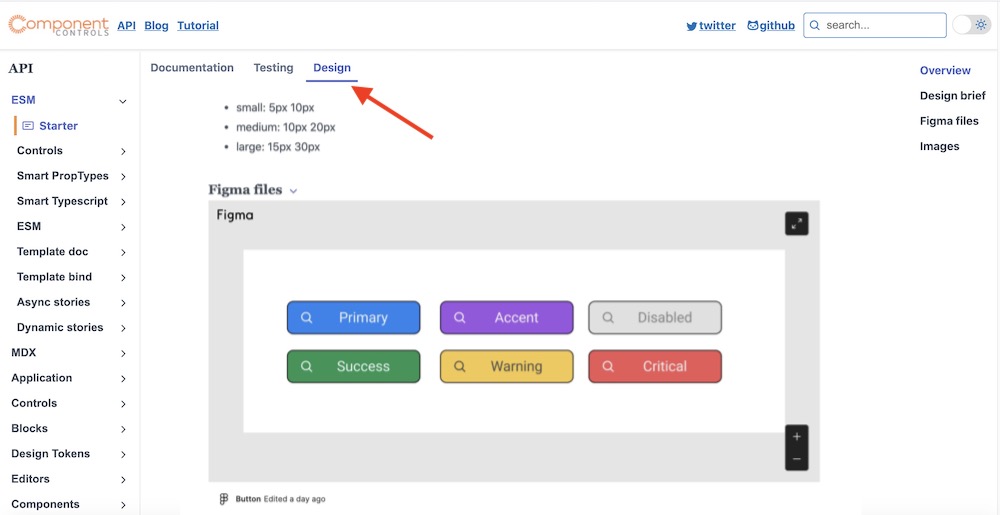 Component
CONTROLS
API Blog Tutorial
twitter github search...
API
ESM
Starter
Controls
Smart PropTypes
Smart Typescript
ESM
Template doc
Template bind
Async stories
Dynamic stories
MDX
Application
Controls
Blocks
Design Tokens
Editors
Components
Documentation Testing Design
• small: 5px 10px
• medium: 10px 20px
• large: 15px 30px
Figma files
Figma
Primary Accent Disabled
Success Warning Critical
+
−
Button Edited a day ago
Overview
Design brief
Figma files
Images